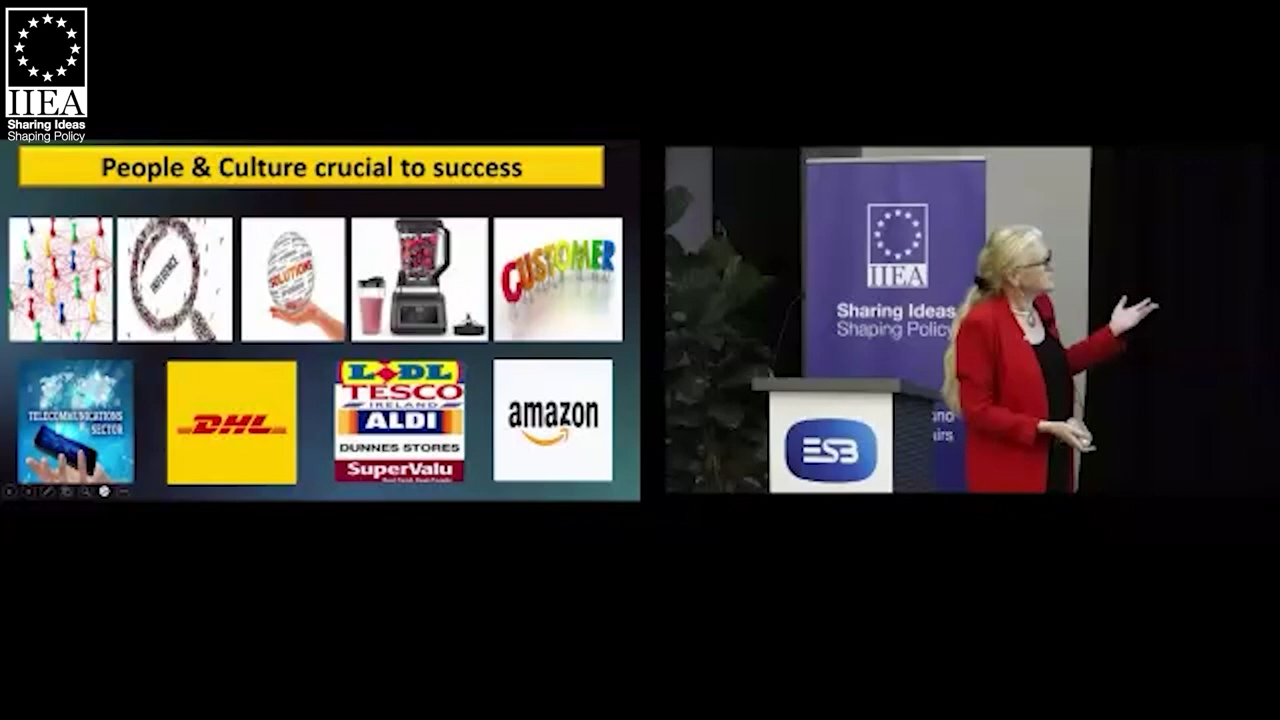 IIEA
Sharing Ideas
Shaping Policy
People & Culture crucial to success
SOLUTIONS
CUSTOMER
TELECOMMUNICATIONS
SECTOR
DHL
LIDL
TESCO
IRELAND
ALDI
DUNNES STORES
SuperValu
amazon
IIEA
Sharing Ideas
Shaping Policy
ESB